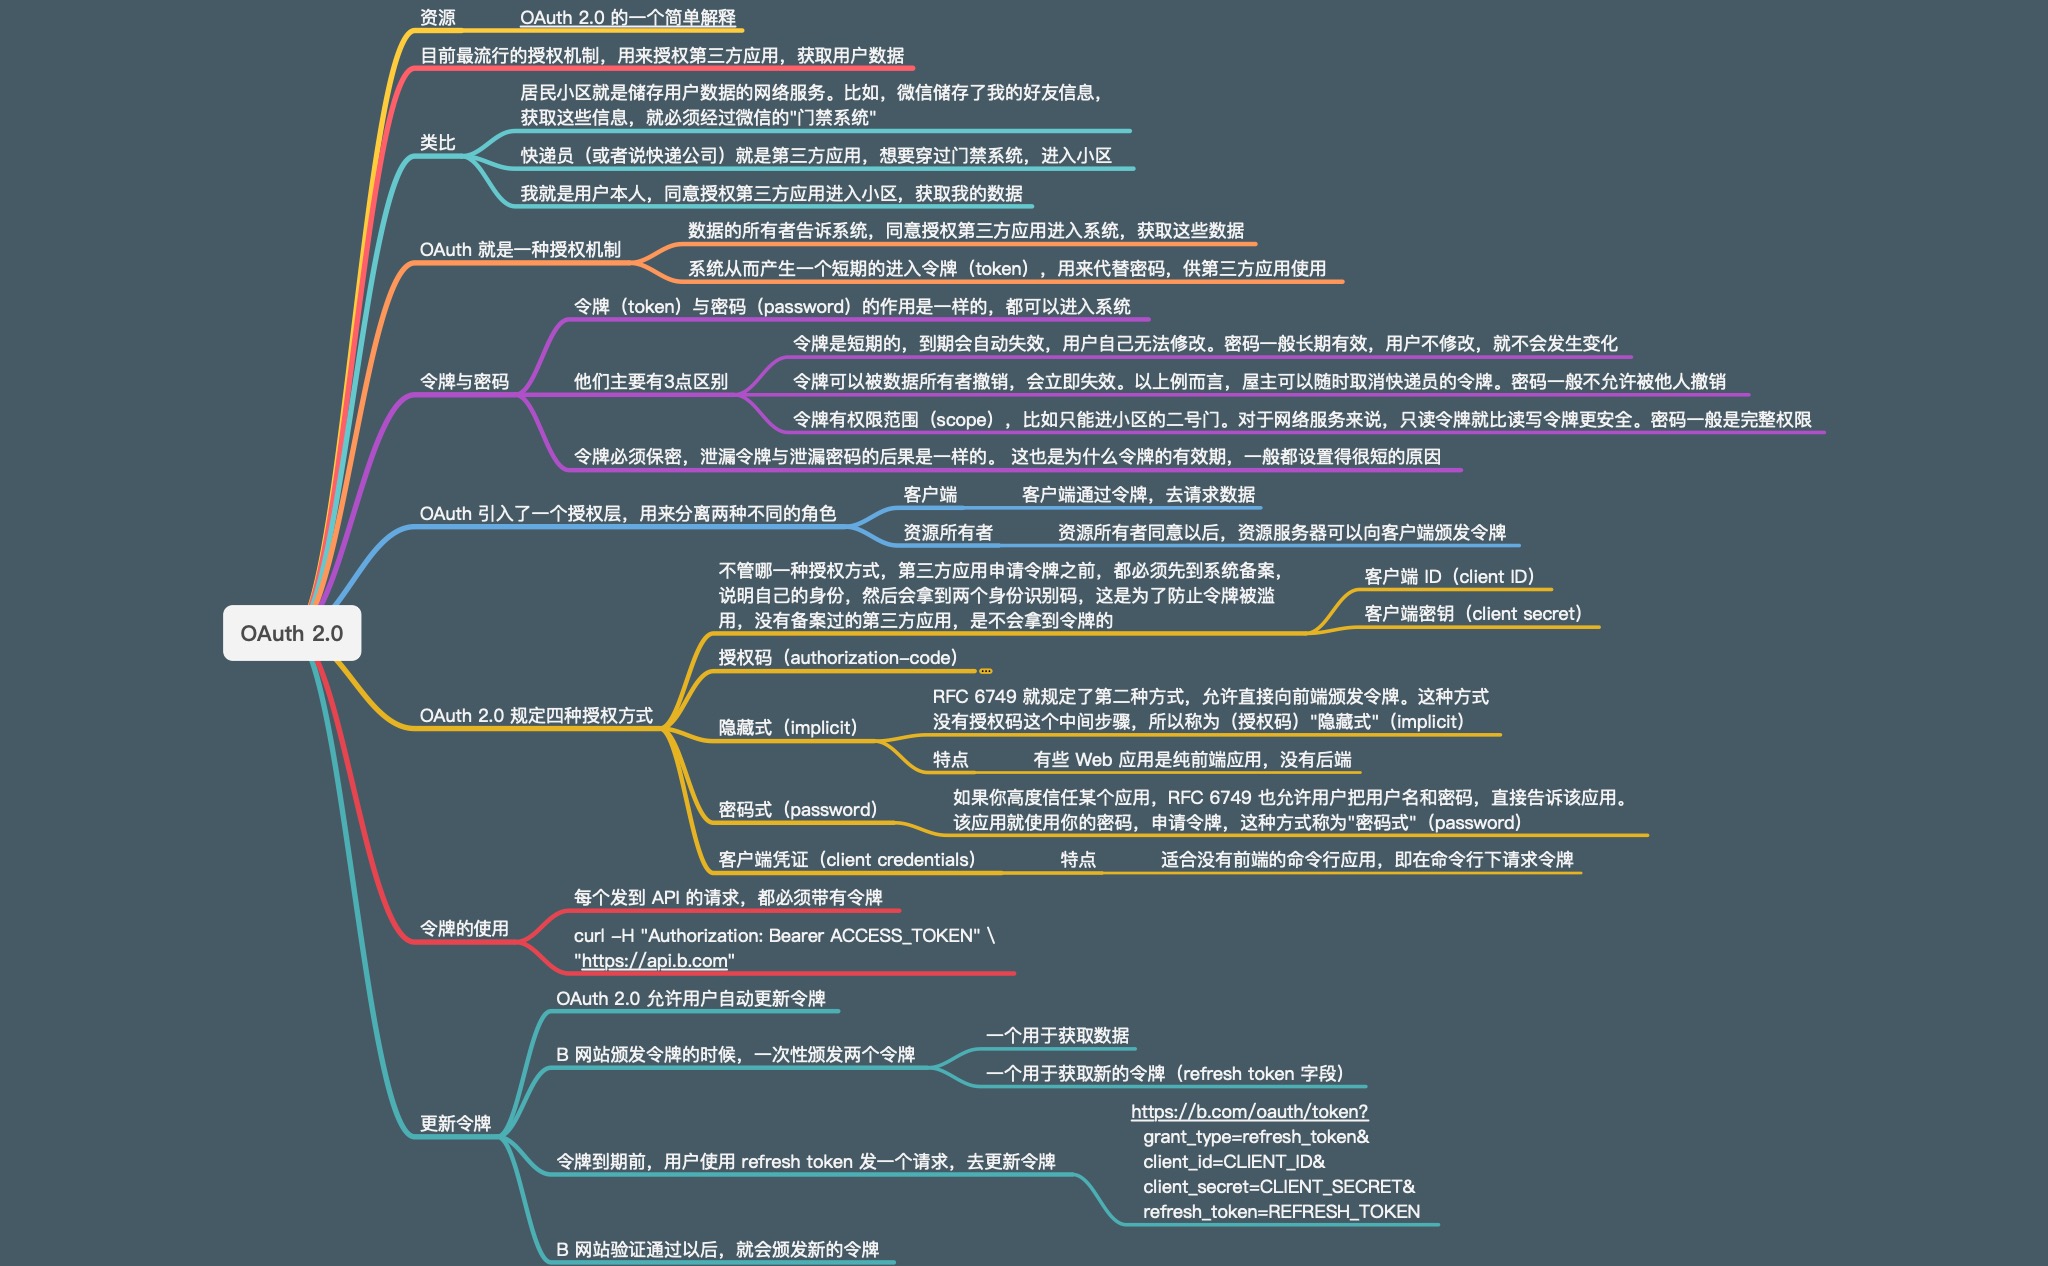 资源
OAuth 2.0 的一个简单解释
目前最流行的授权机制，用来授权第三方应用，获取用户数据
类比
居民小区就是储存用户数据的网络服务。比如，微信储存了我的好友信息，
获取这些信息，就必须经过微信的"门禁系统"
快递员（或者说快递公司）就是第三方应用，想要穿过门禁系统，进入小区
我就是用户本人，同意授权第三方应用进入小区，获取我的数据
OAuth 就是一种授权机制
数据的所有者告诉系统，同意授权第三方应用进入系统，获取这些数据
系统从而产生一个短期的进入令牌（token），用来代替密码，供第三方应用使用
令牌与密码
令牌（token）与密码（password）的作用是一样的，都可以进入系统
他们主要有3点区别
令牌是短期的，到期会自动失效，用户自己无法修改。密码一般长期有效，用户不修改，就不会发生变化
令牌可以被数据所有者撤销，会立即失效。以上例而言，屋主可以随时取消快递员的令牌。密码一般不允许被他人撤销
令牌有权限范围（scope），比如只能进小区的二号门。对于网络服务来说，只读令牌就比读写令牌更安全。密码一般是完整权限
令牌必须保密，泄漏令牌与泄漏密码的后果是一样的。 这也是为什么令牌的有效期，一般都设置得很短的原因
OAuth 引入了一个授权层，用来分离两种不同的角色
客户端
客户端通过令牌，去请求数据
资源所有者
资源所有者同意以后，资源服务器可以向客户端颁发令牌
OAuth 2.0
OAuth 2.0 规定四种授权方式
不管哪一种授权方式，第三方应用申请令牌之前，都必须先到系统备案，
说明自己的身份，然后会拿到两个身份识别码，这是为了防止令牌被滥
用，没有备案过的第三方应用，是不会拿到令牌的
客户端 ID（client ID）
客户端密钥（client secret）
授权码（authorization-code）
隐藏式（implicit）
RFC 6749 就规定了第二种方式，允许直接向前端颁发令牌。这种方式
没有授权码这个中间步骤，所以称为（授权码）"隐藏式"（implicit）
特点
有些 Web 应用是纯前端应用，没有后端
密码式（password）
如果你高度信任某个应用，RFC 6749 也允许用户把用户名和密码，直接告诉该应用。
该应用就使用你的密码，申请令牌，这种方式称为"密码式"（password）
客户端凭证（client credentials）
特点
适合没有前端的命令行应用，即在命令行下请求令牌
令牌的使用
每个发到 API 的请求，都必须带有令牌
curl -H "Authorization: Bearer ACCESS_TOKEN" \
"https://api.b.com"
更新令牌
OAuth 2.0 允许用户自动更新令牌
B 网站颁发令牌的时候，一次性颁发两个令牌
一个用于获取数据
一个用于获取新的令牌（refresh token 字段）
令牌到期前，用户使用 refresh token 发一个请求，去更新令牌
https://b.com/oauth/token?
grant_type=refresh_token&
client_id=CLIENT_ID&
client_secret=CLIENT_SECRET&
refresh_token=REFRESH_TOKEN
B 网站验证通过以后，就会颁发新的令牌